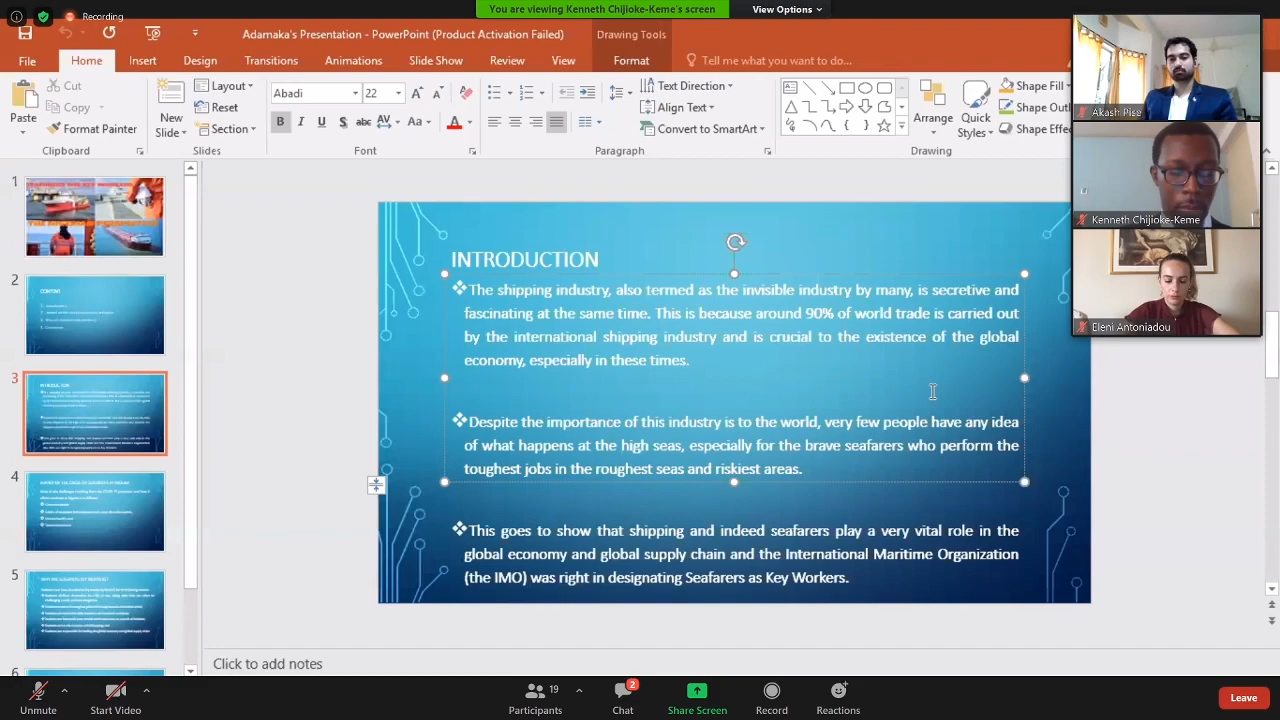 Recording
You are viewing Kenneth Chijioke-Keme's screen
View Options
Adamaka's Presentation - PowerPoint (Product Activation Failed)
Drawing Tools
File
Home
Insert
Design
Transitions
Animations
Slide Show
Review
View
Format
Tell me what you want to do...
Paste
Cut
Copy
Format Painter
Clipboard
New
Slide
Layout
Reset
Section
Slides
Abadi
22
B I U S abc AV Aa A
Font
Text Direction
Align Text
Convert to SmartArt
Paragraph
Arrange
Quick
Styles
Shape Fill
Shape Outl
Shape Effe
Drawing
Akash Pise
Kenneth Chijioke-Keme
Eleni Antoniadou
1
2
CONTENT
3
4
5
6
INTRODUCTION
❖The shipping industry, also termed as the invisible industry by many, is secretive and
fascinating at the same time. This is because around 90% of world trade is carried out
by the international shipping industry and is crucial to the existence of the global
economy, especially in these times.
❖Despite the importance of this industry is to the world, very few people have any idea
of what happens at the high seas, especially for the brave seafarers who perform the
toughest jobs in the roughest seas and riskiest areas.
❖This goes to show that shipping and indeed seafarers play a very vital role in the
global economy and global supply chain and the International Maritime Organization
(the IMO) was right in designating Seafarers as Key Workess.
Click to add notes
Unmute
Start Video
Participants
19
Chat
2
Share Screen
Record
Reactions
Leave